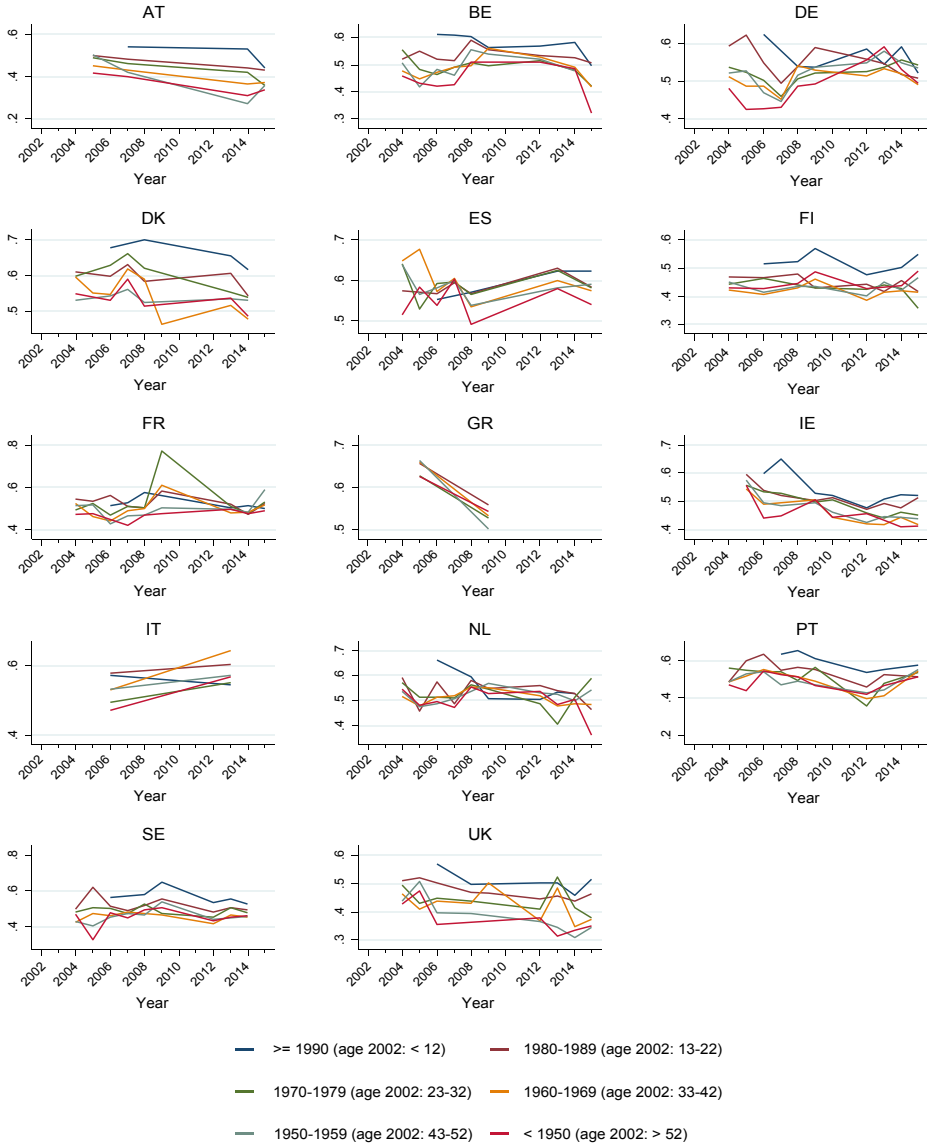 AT
BE
DE
.2 .4 .6
.3 .4 .5 .6
.4 .5 .6
2002 2004 2006 2008 2010 2012 2014
2002 2004 2006 2008 2010 2012 2014
2002 2004 2006 2008 2010 2012 2014
Year
Year
Year
DK
ES
FI
.5 .6 .7
.5 .6 .7
.3 .4 .5 .6
2002 2004 2006 2008 2010 2012 2014
2002 2004 2006 2008 2010 2012 2014
2002 2004 2006 2008 2010 2012 2014
Year
Year
Year
FR
GR
IE
.4 .6 .8
.5 .6 .7
.4 .5 .6 .7
2002 2004 2006 2008 2010 2012 2014
2002 2004 2006 2008 2010 2012 2014
2002 2004 2006 2008 2010 2012 2014
Year
Year
Year
IT
NL
PT
.4 .6
.4 .5 .6 .7
.2 .4 .6
2002 2004 2006 2008 2010 2012 2014
2002 2004 2006 2008 2010 2012 2014
2002 2004 2006 2008 2010 2012 2014
Year
Year
Year
SE
UK
.4 .6 .8
.3 .4 .5 .6
2002 2004 2006 2008 2010 2012 2014
2002 2004 2006 2008 2010 2012 2014
Year
Year
>= 1990 (age 2002: < 12)
1980-1989 (age 2002: 13-22)
1970-1979 (age 2002: 23-32)
1960-1969 (age 2002: 33-42)
1950-1959 (age 2002: 43-52)
< 1950 (age 2002: > 52)